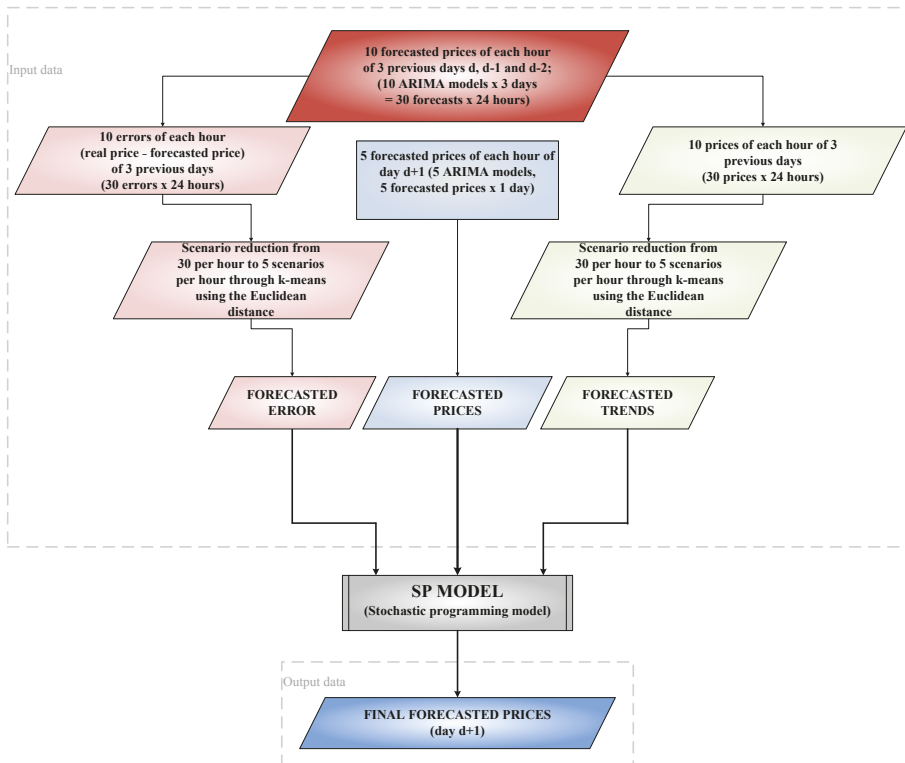 Input data
10 forecasted prices of each hour
of 3 previous days d, d-1 and d-2;
(10 ARIMA models x 3 days
= 30 forecasts x 24 hours)
10 errors of each hour
(real price - forecasted price)
of 3 previous days
(30 errors x 24 hours)
5 forecasted prices of each hour of
day d+1 (5 ARIMA models,
5 forecasted prices x 1 day)
10 prices of each hour of 3
previous days
(30 prices x 24 hours)
Scenario reduction from
30 per hour to 5 scenarios
per hour through k-means
using the Euclidean
distance
Scenario reduction from
30 per hour to 5 scenarios
per hour through k-means
using the Euclidean
distance
FORECASTED
ERROR
FORECASTED
PRICES
FORECASTED
TRENDS
SP MODEL
(Stochastic programming model)
Output data
FINAL FORECASTED PRICES
(day d+1)